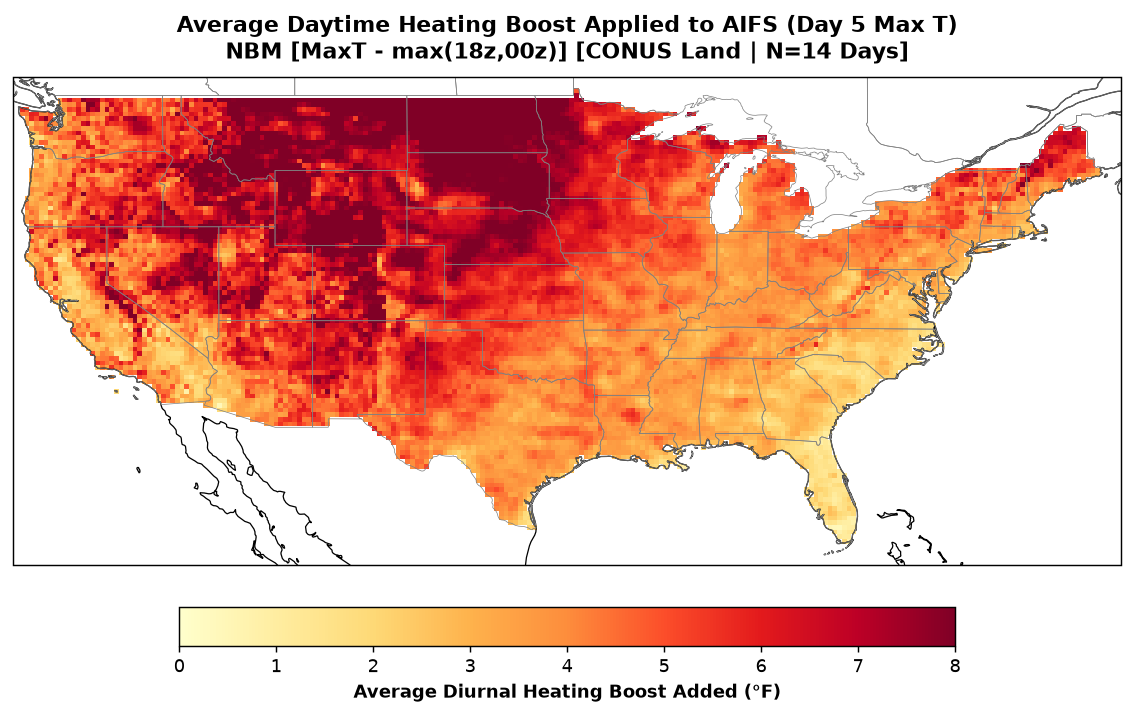 Average Daytime Heating Boost Applied to AIFS (Day 5 Max T)
NBM [MaxT - max(18z,00z)] [CONUS Land | N=14 Days]
0 1 2 3 4 5 6 7 8
Average Diurnal Heating Boost Added (°F)